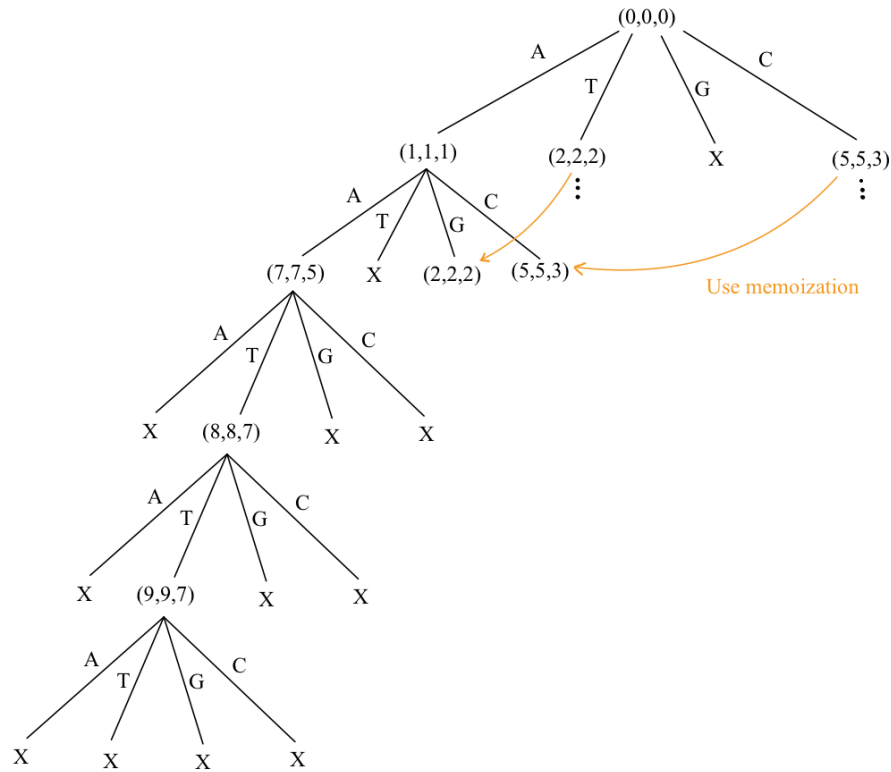 (0,0,0)
A
T
G
C
(1,1,1)
(2,2,2)
X
(5,5,3)
A
T
G
C
(7,7,5)
X
(2,2,2)
(5,5,3)
Use memoization
A
T
G
C
X
(8,8,7)
X
X
A
T
G
C
X
(9,9,7)
X
X
A
T
G
C
X
X
X
X